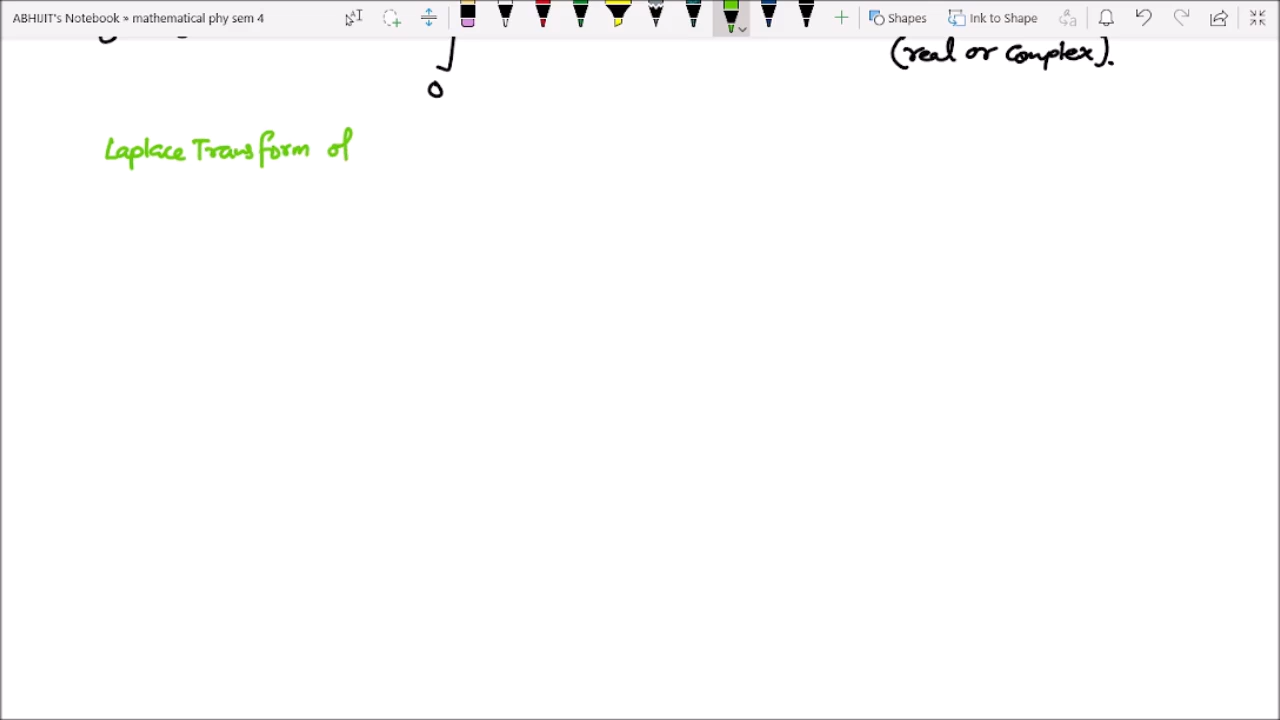 ABHIJIT's Notebook » mathematical phy sem 4 Shapes Ink to Shape
(real or complex).
0
Laplace Transform of